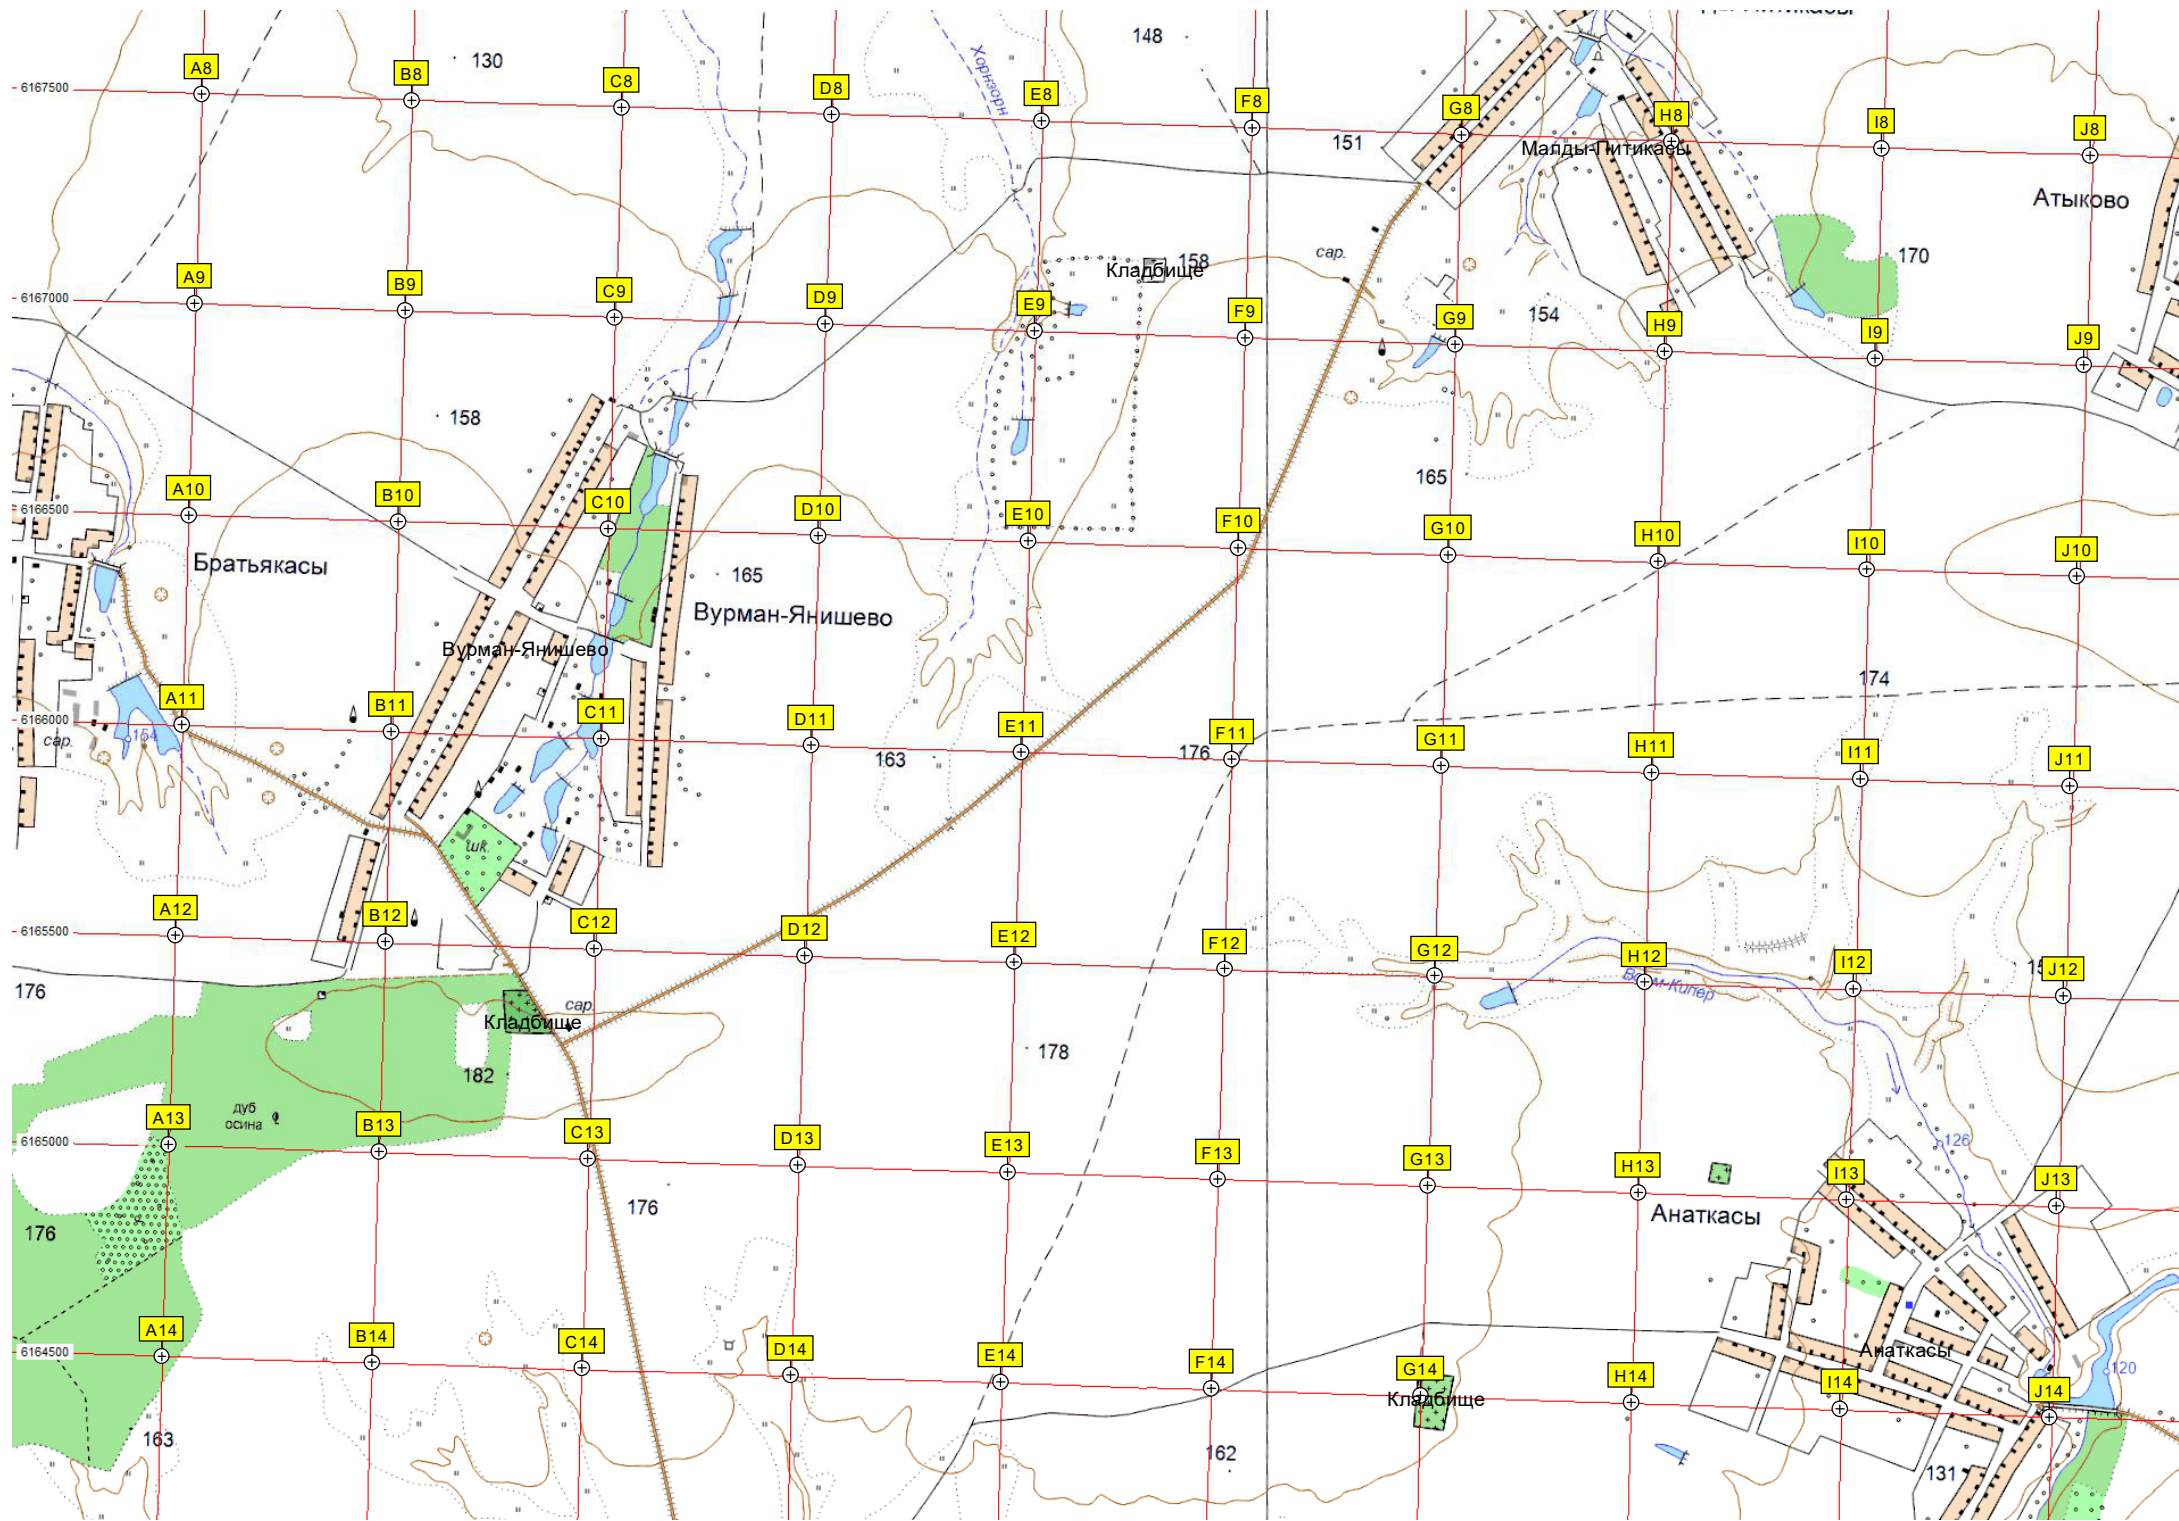 148
130
Хорнзорн
A8
B8
C8
D8
E8
F8
G8
H8
I8
J8
6167500
151
Малды-Питикасы
Атыково
сар.
158
Кладбище
170
A9
B9
C9
D9
E9
F9
G9
H9
I9
J9
6167000
154
158
165
A10
B10
C10
D10
E10
F10
G10
H10
I10
J10
6166500
Братьякасы
165
Вурман-Янишево
Вурман-Янишево
174
A11
B11
C11
D11
E11
F11
G11
H11
I11
J11
6166000
сар.
154
163
176
шк.
A12
B12
C12
D12
E12
F12
G12
H12
I12
J12
6165500
176
сар.
Кладбище
182
178
дуб
осина
A13
B13
C13
D13
E13
F13
G13
H13
I13
J13
6165000
126
176
176
Анаткасы
A14
B14
C14
D14
E14
F14
G14
H14
I14
J14
6164500
Анаткасы
120
Кладбище
163
162
131